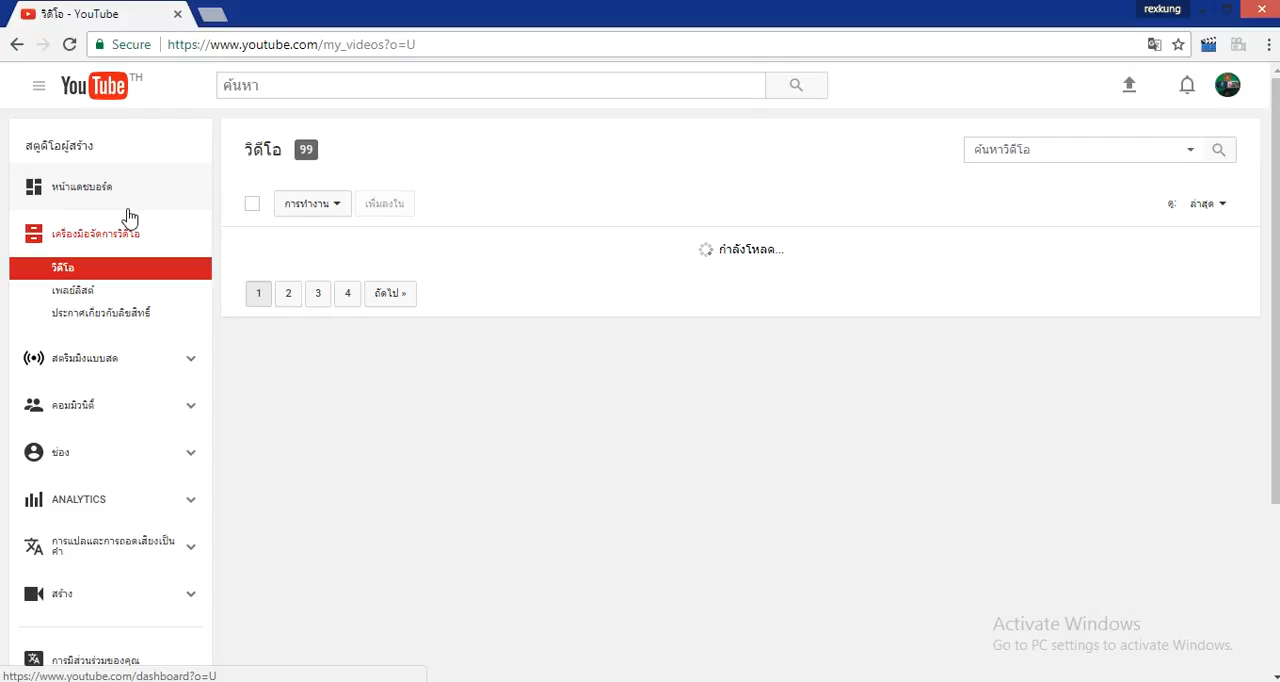 วิดีโอ - YouTube
rexkung
Secure
https://www.youtube.com/my_videos?o=U
YouTube TH
ค้นหา
สตูดิโอผู้สร้าง
หน้าแดชบอร์ด
เครื่องมือจัดการวิดีโอ
วิดีโอ
เพลย์ลิสต์
ประกาศเกี่ยวกับลิขสิทธิ์
สตรีมมิงแบบสด
คอมมิวนิตี้
ช่อง
ANALYTICS
การแปลและการถอดเสียงเป็น
คำ
สร้าง
การมีส่วนร่วมของคุณ
วิดีโอ 99
ค้นหาวิดีโอ
การทำงาน
เพิ่มลงใน
ดู:
ล่าสุด
กำลังโหลด...
1 2 3 4 ถัดไป »
Activate Windows
Go to PC settings to activate Windows.
https://www.youtube.com/dashboard?o=U